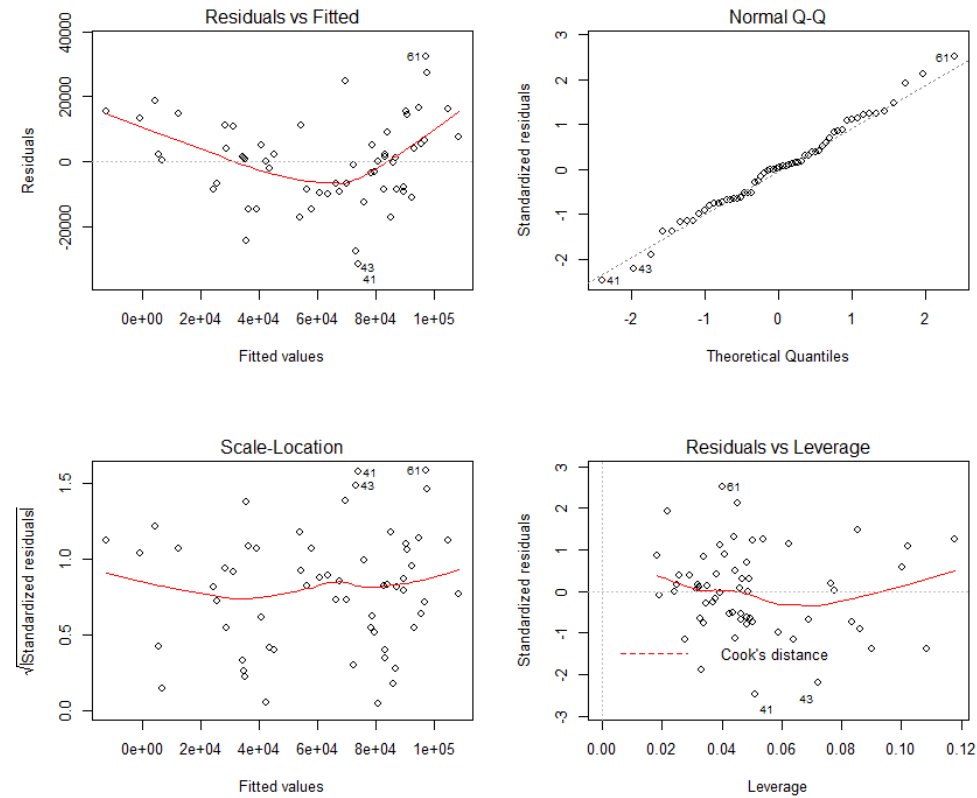 Residuals vs Fitted
Residuals
-20000
0
20000
40000
61
43
41
0e+00
2e+04
4e+04
6e+04
8e+04
1e+05
Fitted values
Normal Q-Q
Standardized residuals
-2
-1
0
1
2
3
61
43
41
-2
-1
0
1
2
Theoretical Quantiles
Scale-Location
√|Standardized residuals|
0.0
0.5
1.0
1.5
41
43
61
0e+00
2e+04
4e+04
6e+04
8e+04
1e+05
Fitted values
Residuals vs Leverage
Standardized residuals
-3
-2
-1
0
1
2
3
61
Cook's distance
43
41
0.00
0.02
0.04
0.06
0.08
0.10
0.12
Leverage